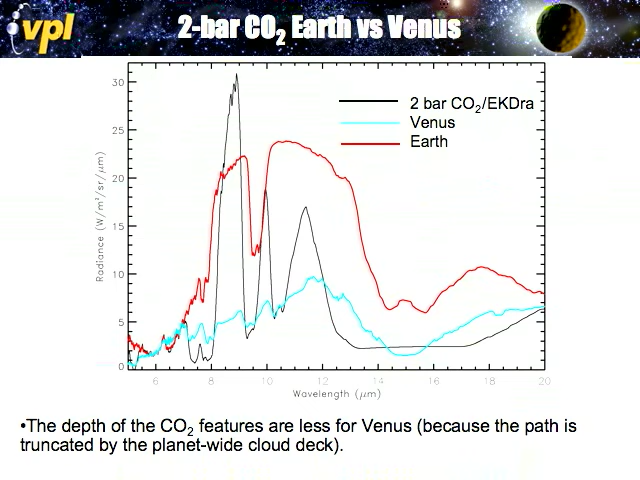 vpl
2-bar CO₂ Earth vs Venus
2 bar CO₂/EKDra
Venus
Earth
30
25
20
15
10
5
0
Radiance (W/m²/sr/μm)
6 8 10 12 14 16 18 20
Wavelength (μm)
•The depth of the CO₂ features are less for Venus (because the path is
truncated by the planet-wide cloud deck).